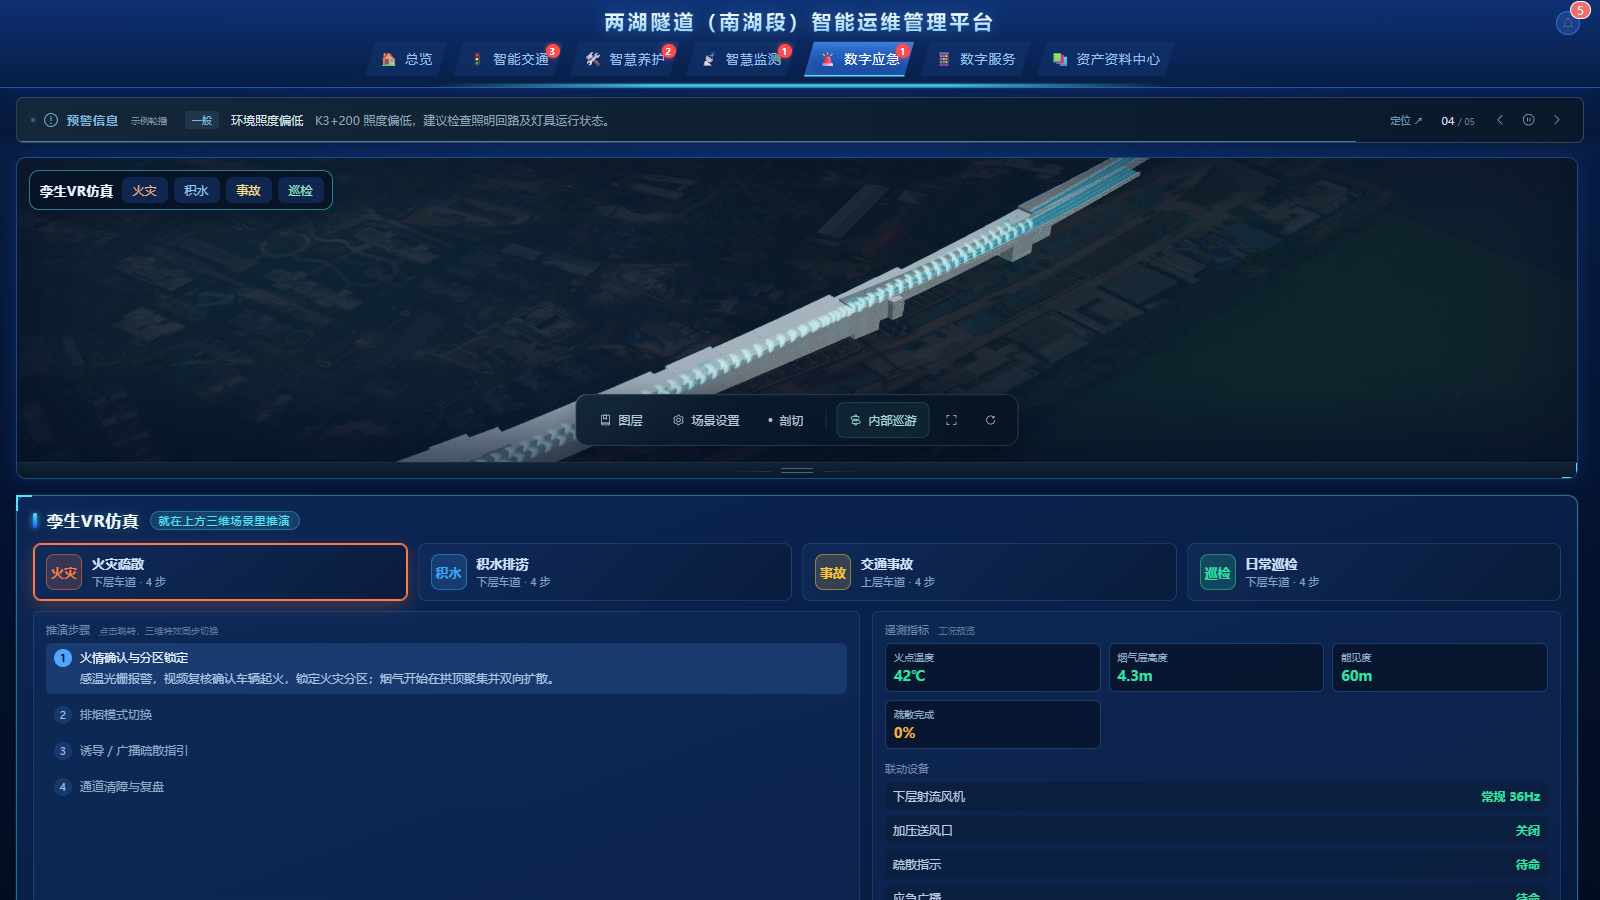 两湖隧道（南湖段）智能运维管理平台
5
总览
智能交通 3
智慧养护 2
智慧监测 1
数字应急 1
数字服务
资产资料中心
预警信息 示例轮播 一般 环境照度偏低 K3+200 照度偏低，建议检查照明回路及灯具运行状态。 定位 ↗ 04 / 05
孪生VR仿真 火灾 积水 事故 巡检
图层 场景设置 剖切 内部巡游
孪生VR仿真 就在上方三维场景里推演
火灾 火灾疏散
下层车道 · 4 步
积水 积水排涝
下层车道 · 4 步
事故 交通事故
上层车道 · 4 步
巡检 日常巡检
下层车道 · 4 步
推演步骤 点击跳转，三维特效同步切换
1 火情确认与分区锁定
感温光栅报警，视频复核确认车辆起火，锁定火灾分区；烟气开始在拱顶聚集并双向扩散。
2 排烟模式切换
3 诱导 / 广播疏散指引
4 通道清障与复盘
遥测指标 工况预览
火点温度
42℃
烟气层高度
4.3m
能见度
60m
疏散完成
0%
联动设备
下层射流风机 常规 36Hz
加压送风口 关闭
疏散指示 待命
应急广播 待命